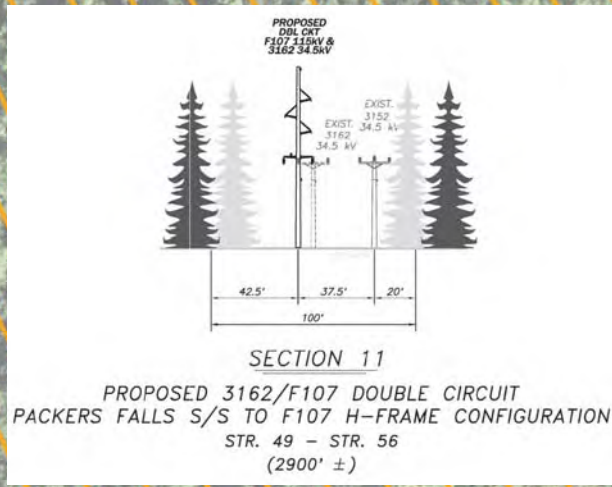 PROPOSED
DBL CKT
F107 115kV &
3162 34.5kV
EXIST.
3162
34.5 kV
EXIST.
3152
34.5 kV
42.5'
37.5'
20'
100'
SECTION 11
PROPOSED 3162/F107 DOUBLE CIRCUIT
PACKERS FALLS S/S TO F107 H-FRAME CONFIGURATION
STR. 49 - STR. 56
(2900' ±)